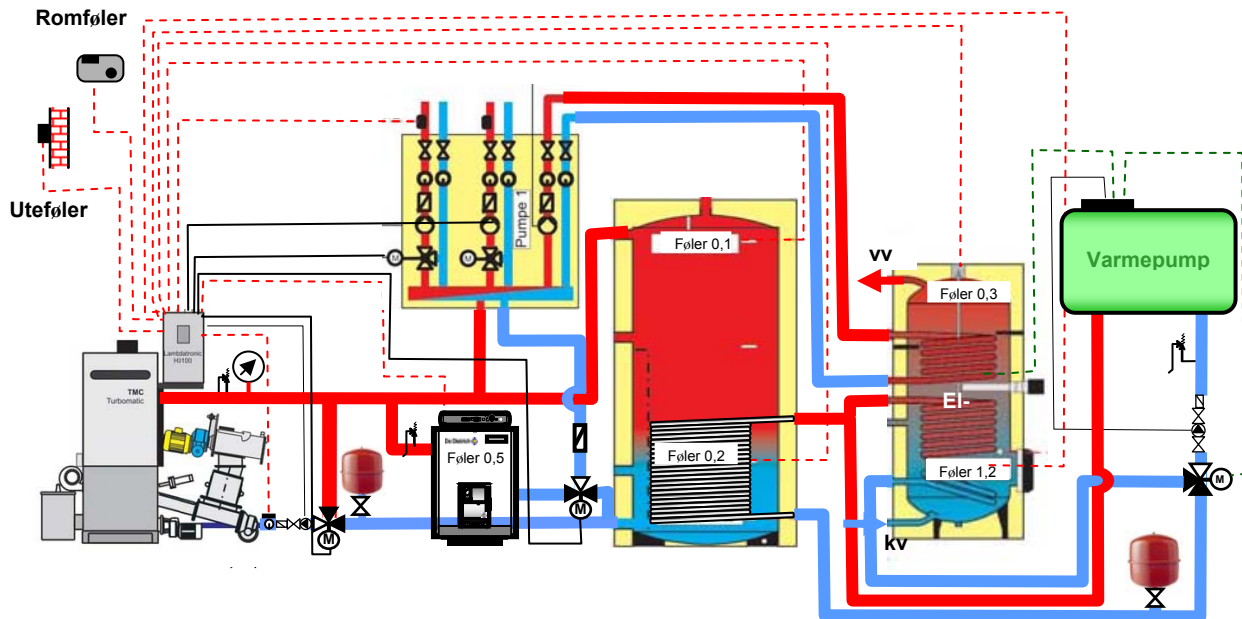 Romføler
Uteføler
Pumpe 1
Føler 0,1
vv
Føler 0,3
Varmepump
Lambdatronic
H3100
TMC
Turbomatic
M
M
De Dietrich
El-
Føler 0,5
Føler 0,2
Føler 1,2
M
M
M
kv